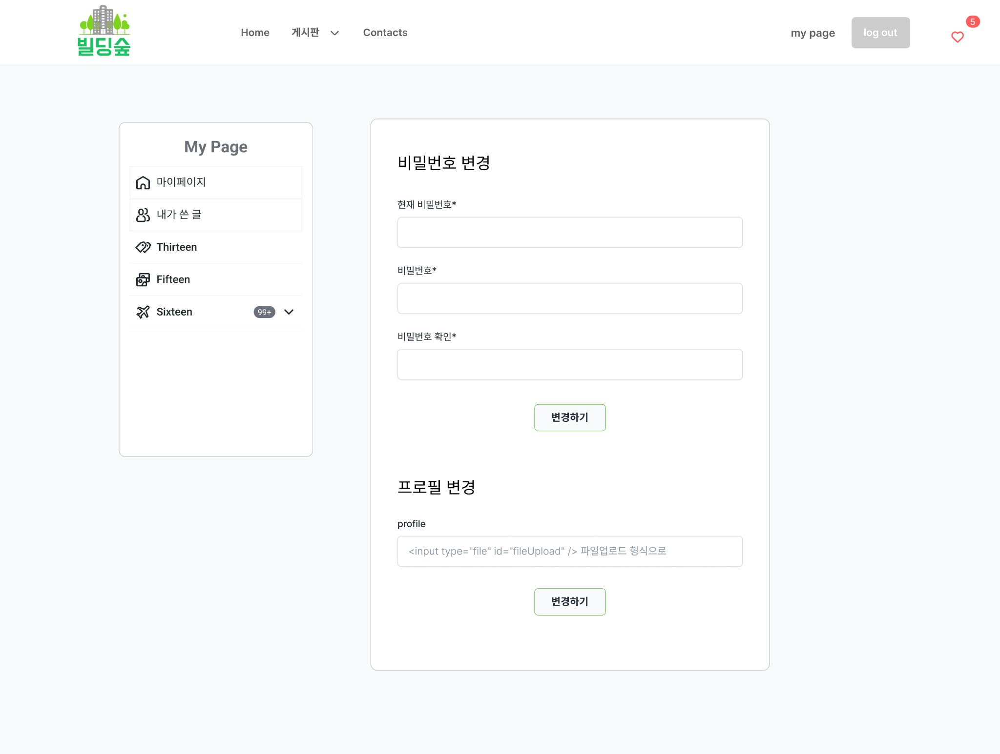 빌딩숲
Home 게시판 Contacts
my page log out 5
My Page
마이페이지
내가 쓴 글
Thirteen
Fifteen
Sixteen 99+
비밀번호 변경
현재 비밀번호*
비밀번호*
비밀번호 확인*
변경하기
프로필 변경
profile
<input type="file" id="fileUpload" /> 파일업로드 형식으로
변경하기